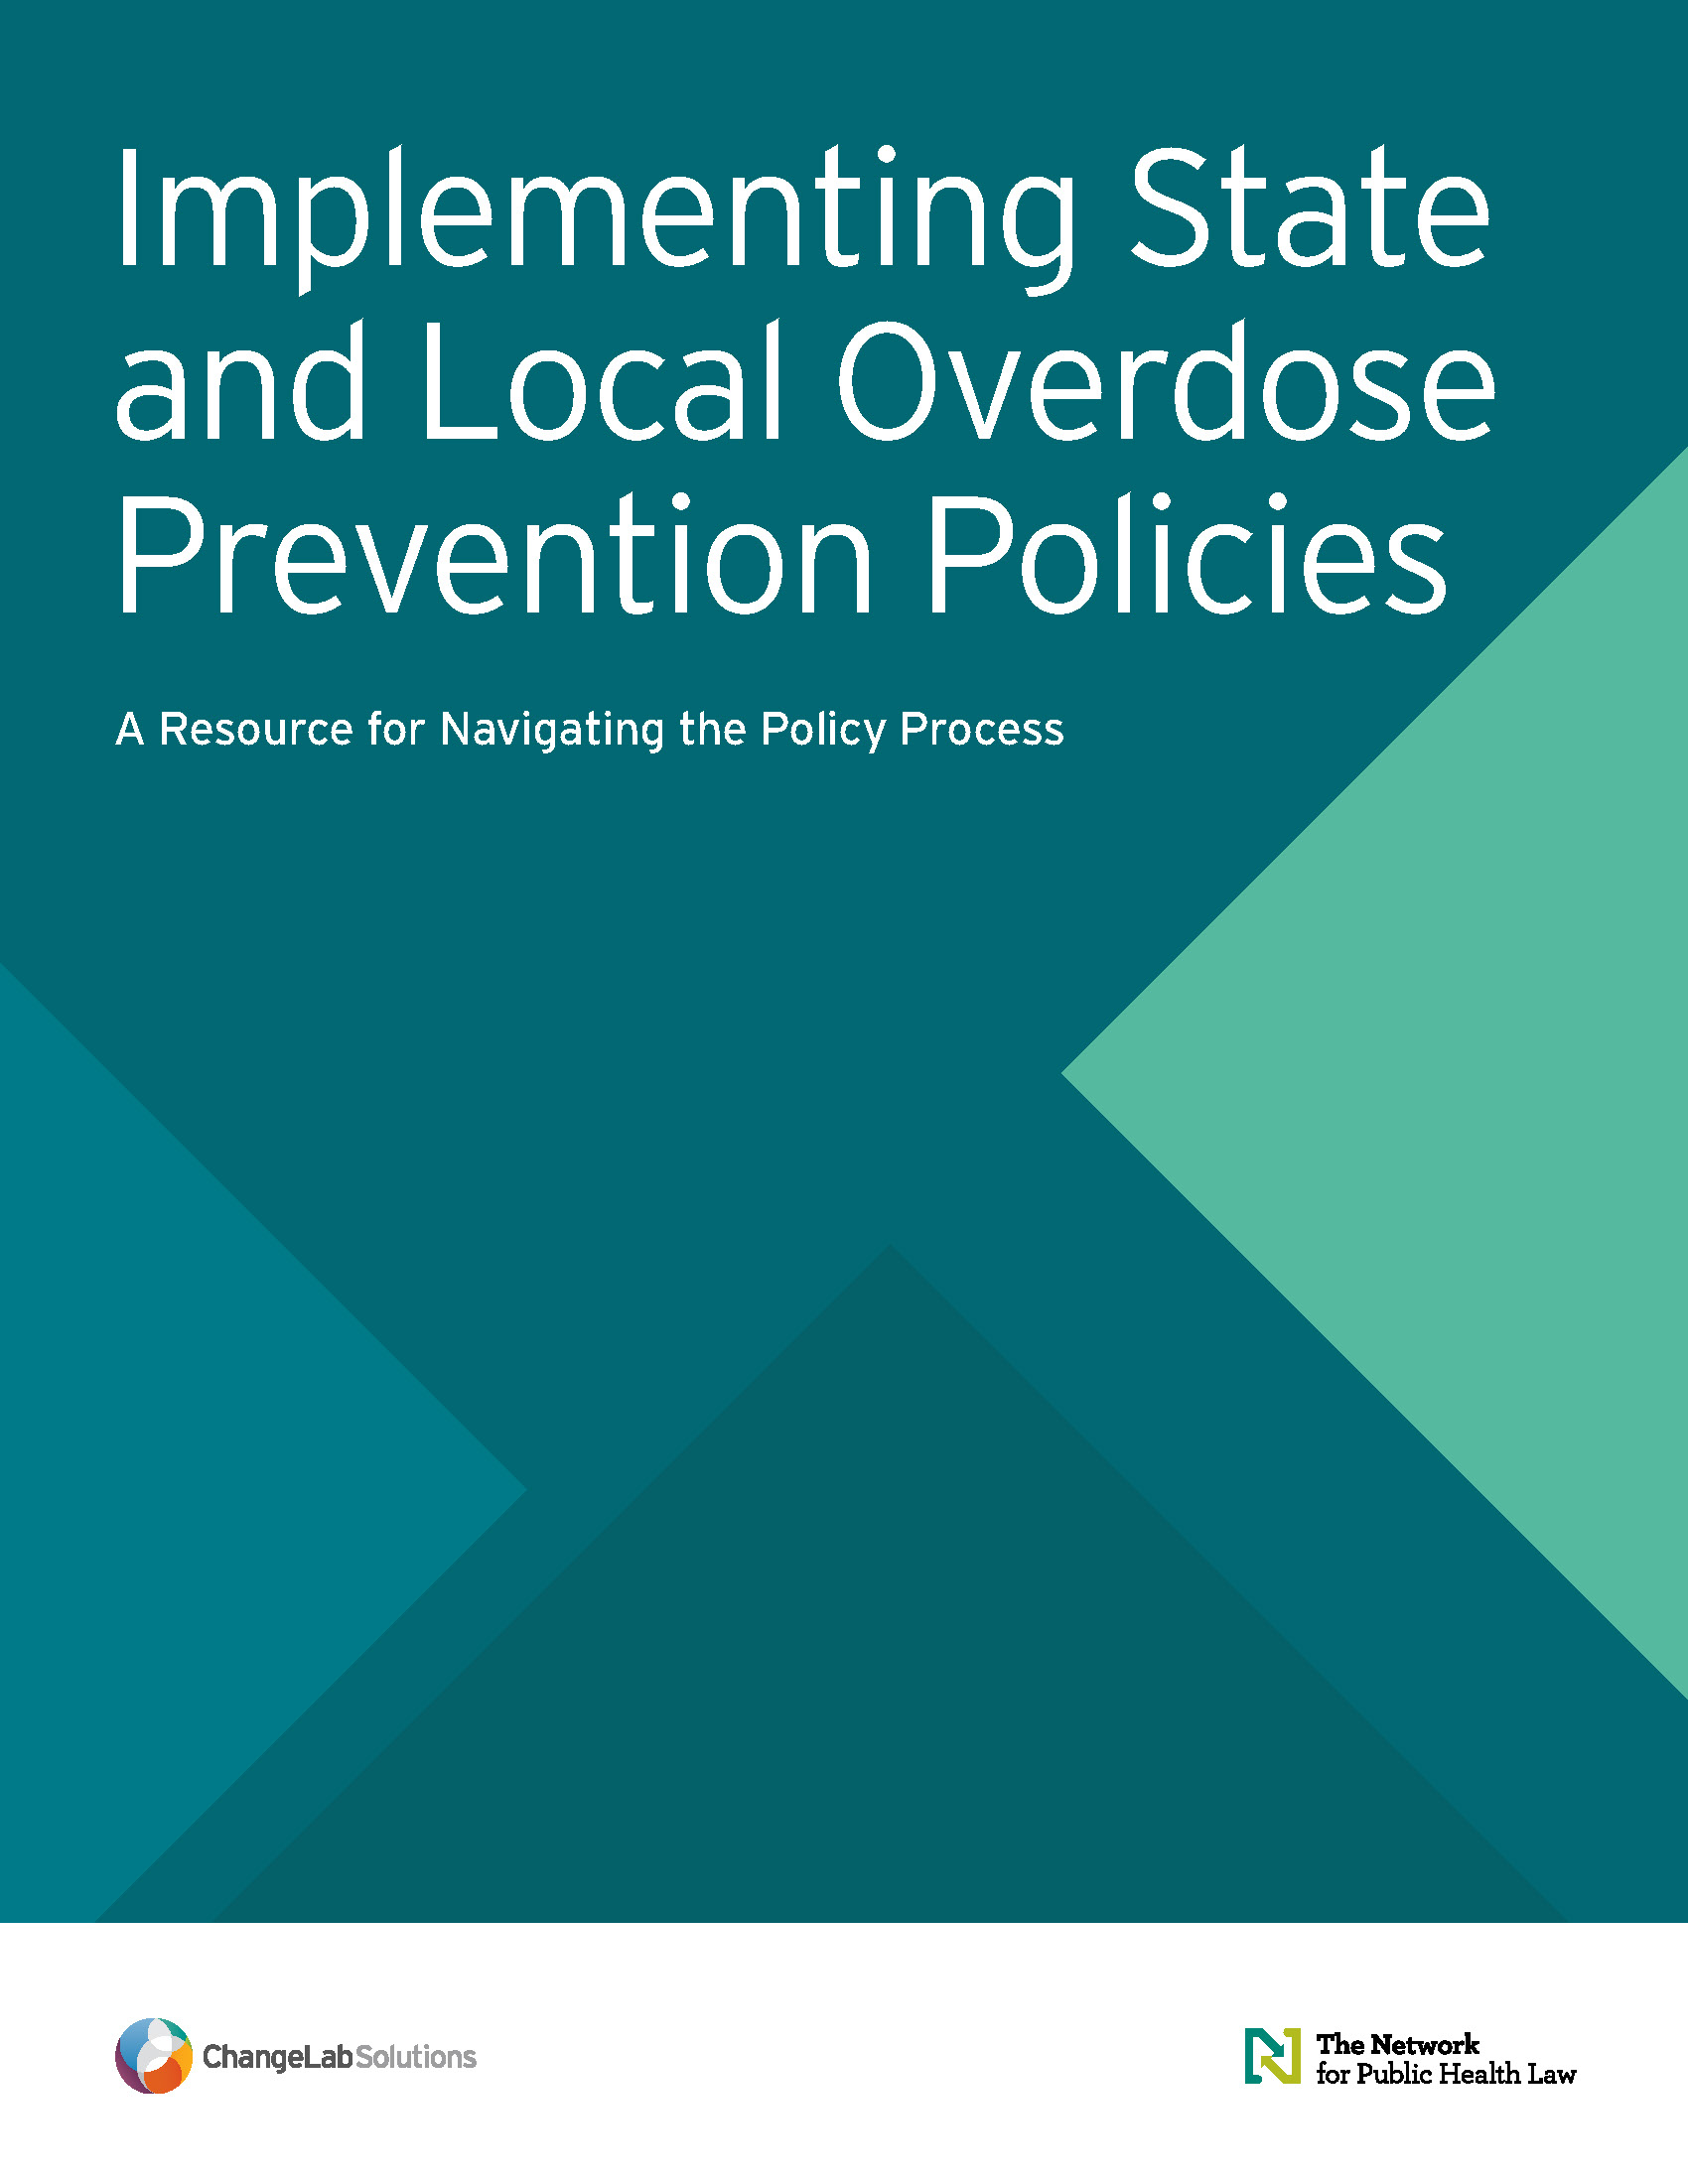 Implementing State
and Local Overdose
Prevention Policies
A Resource for Navigating the Policy Process
ChangeLabSolutions
The Network
for Public Health Law